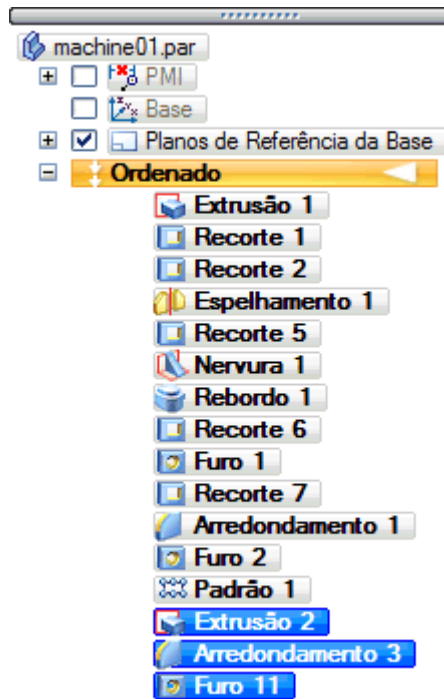 machine01.par
PMI
Base
Planos de Referência da Base
Ordenado
Extrusão 1
Recorte 1
Recorte 2
Espelhamento 1
Recorte 5
Nervura 1
Rebordo 1
Recorte 6
Furo 1
Recorte 7
Arredondamento 1
Furo 2
Padrão 1
Extrusão 2
Arredondamento 3
Furo 11